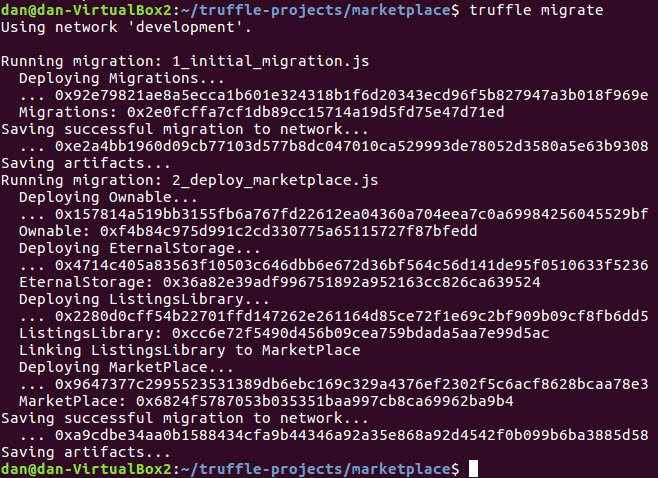 dan@dan-VirtualBox2:~/truffle-projects/marketplace$ truffle migrate
Using network 'development'.
Running migration: 1_initial_migration.js
Deploying Migrations...
... 0x92e79821ae8a5ecca1b601e324318b1f6d20343ecd96f5b827947a3b018f969e
Migrations: 0x2e0fcffa7cf1db89cc15714a19d5fd75e47d71ed
Saving successful migration to network...
... 0xe2a4bb1960d09cb77103d577b8dc047010ca529993de78052d3580a5e63b9308
Saving artifacts...
Running migration: 2_deploy_marketplace.js
Deploying Ownable...
... 0x157814a519bb3155fb6a767fd22612ea04360a704eea7c0a69984256045529bf
Ownable: 0xf4b84c975d991c2cd330775a65115727f87bfedd
Deploying EternalStorage...
... 0x4714c405a83563f10503c646dbb6e672d36bf564c56d141de95f0510633f5236
EternalStorage: 0x36a82e39adf996751892a952163cc826ca639524
Deploying ListingsLibrary...
... 0x2280d0cff54b22701ffd147262e261164d85ce72f1e69c2bf909b09cf8fb6dd5
ListingsLibrary: 0xcc6e72f5490d456b09cea759bdada5aa7e99d5ac
Linking ListingsLibrary to MarketPlace
Deploying MarketPlace...
... 0x9647377c2995523531389db6ebc169c329a4376ef2302f5c6acf8628bcaa78e3
MarketPlace: 0x6824f5787053b035351baa997cb8ca69962ba9b4
Saving successful migration to network...
... 0xa9cdbe34aa0b1588434cfa9b44346a92a35e868a92d4542f0b099b6ba3885d58
Saving artifacts...
dan@dan-VirtualBox2:~/truffle-projects/marketplace$